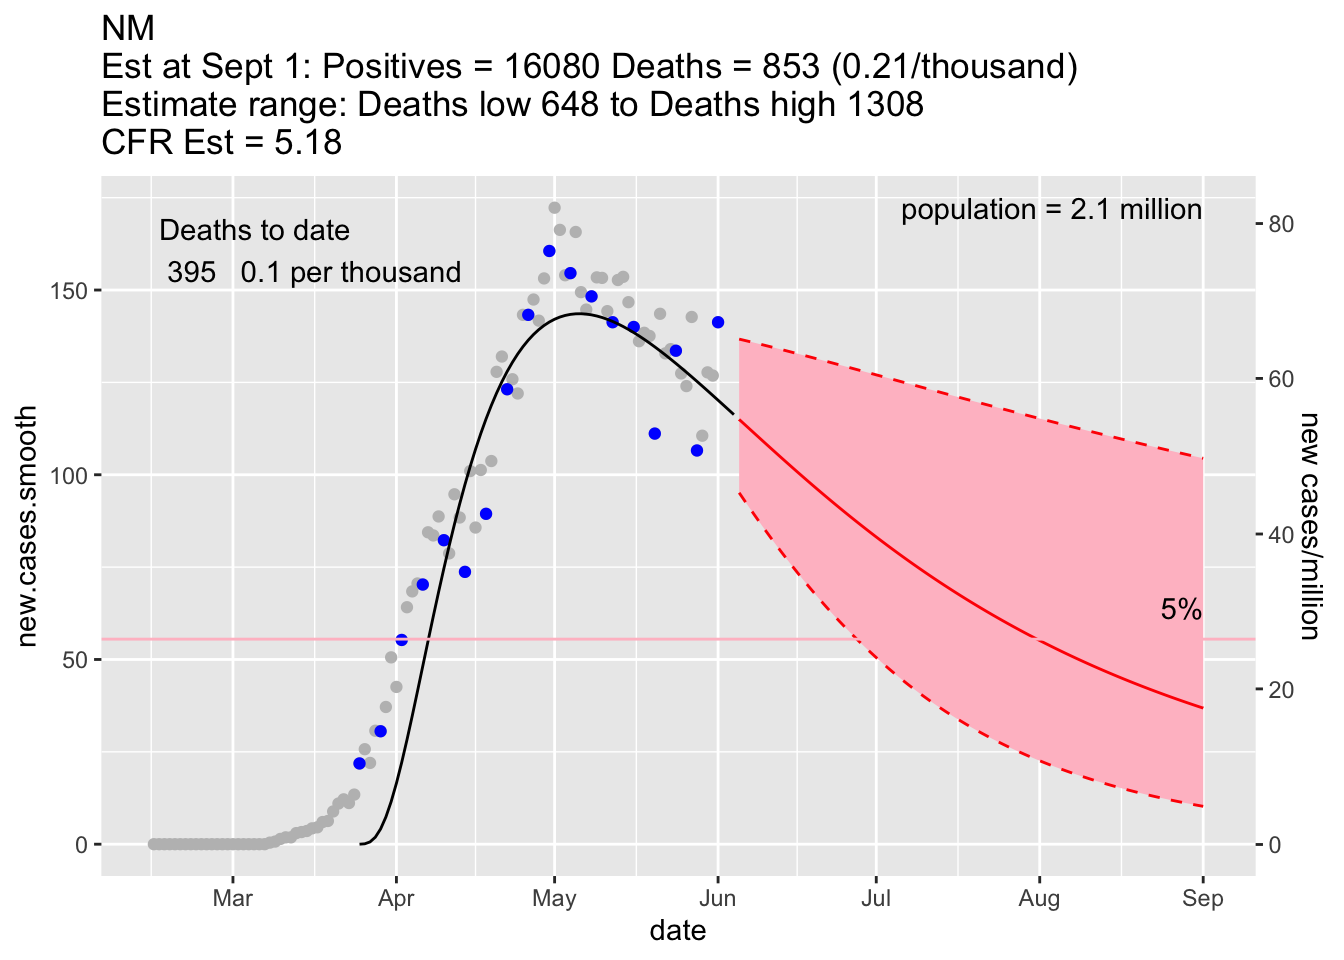 NM
Est at Sept 1: Positives = 16080 Deaths = 853 (0.21/thousand)
Estimate range: Deaths low 648 to Deaths high 1308
CFR Est = 5.18
Deaths to date
395 0.1 per thousand
population = 2.1 million
5%
new.cases.smooth
150
100
50
0
80
60
40
20
0
new cases/million
Mar Apr May Jun Jul Aug Sep
date